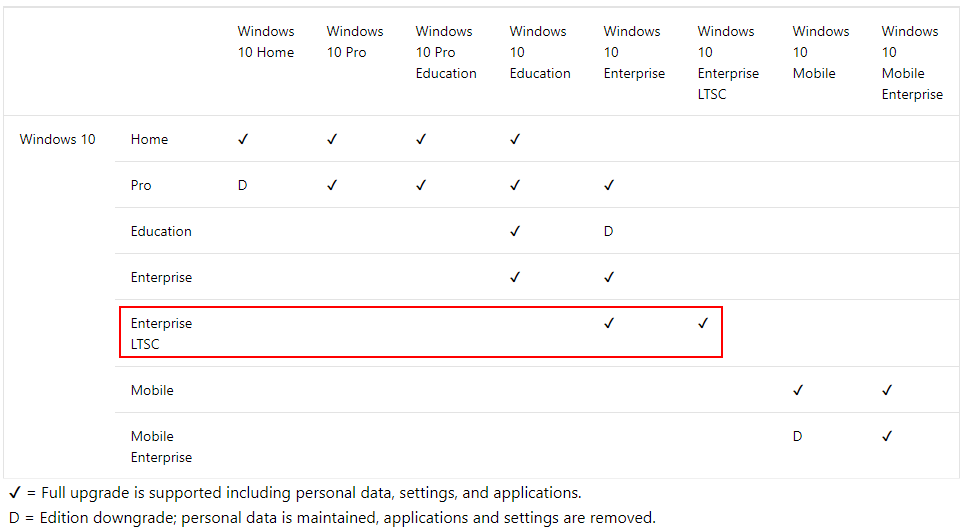 Windows 10 Home Windows 10 Pro Windows 10 Pro Education Windows 10 Education Windows 10 Enterprise Windows 10 Enterprise LTSC Windows 10 Mobile Windows 10 Mobile Enterprise
Windows 10 Home ✓ ✓ ✓ ✓
Pro D ✓ ✓ ✓ ✓
Education ✓ D
Enterprise ✓ ✓
Enterprise LTSC ✓ ✓
Mobile ✓ ✓
Mobile Enterprise D ✓
✓ = Full upgrade is supported including personal data, settings, and applications.
D = Edition downgrade; personal data is maintained, applications and settings are removed.